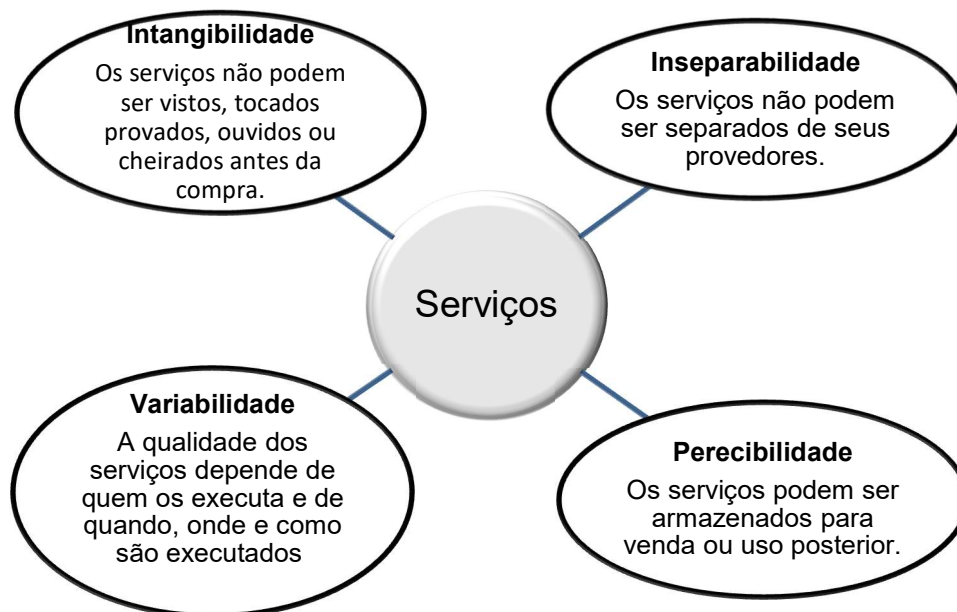 Intangibilidade
Os serviços não podem
ser vistos, tocados
provados, ouvidos ou
cheirados antes da
compra.
Inseparabilidade
Os serviços não podem
ser separados de seus
provedores.
Serviços
Variabilidade
A qualidade dos
serviços depende de
quem os executa e de
quando, onde e como
são executados
Perecibilidade
Os serviços podem ser
armazenados para
venda ou uso posterior.